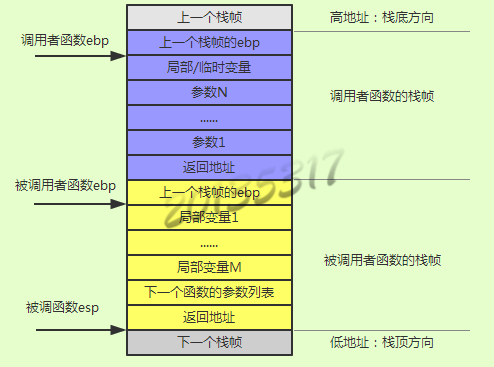 上一个栈帧
高地址：栈底方向
调用者函数ebp
上一个栈帧的ebp
局部/临时变量
参数N
......
参数1
返回地址
调用者函数的栈帧
被调用者函数ebp
上一个栈帧的ebp
局部变量1
......
局部变量M
下一个函数的参数列表
返回地址
被调用者函数的栈帧
被调函数esp
下一个栈帧
低地址：栈顶方向
20135317